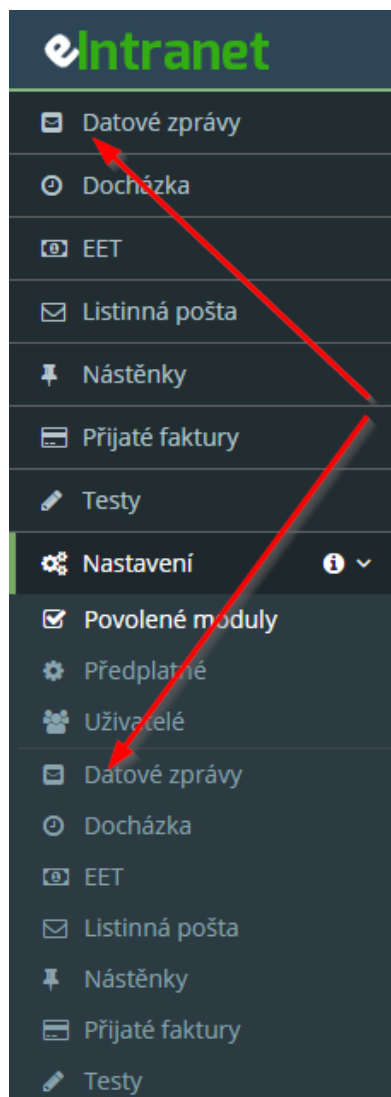 eIntranet
Datové zprávy
Docházka
EET
Listinná pošta
Nástěnky
Přijaté faktury
Testy
Nastavení
Povolené moduly
Předplatné
Uživatelé
Datové zprávy
Docházka
EET
Listinná pošta
Nástěnky
Přijaté faktury
Testy